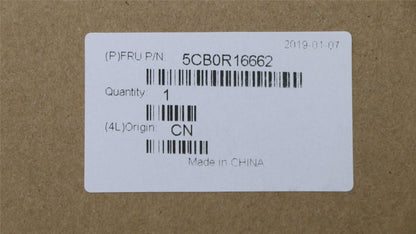 2019-01-07
(P)FRU P/N: 5CB0R16662
Quantity: 1
(4L)Origin: CN
Made in CHINA